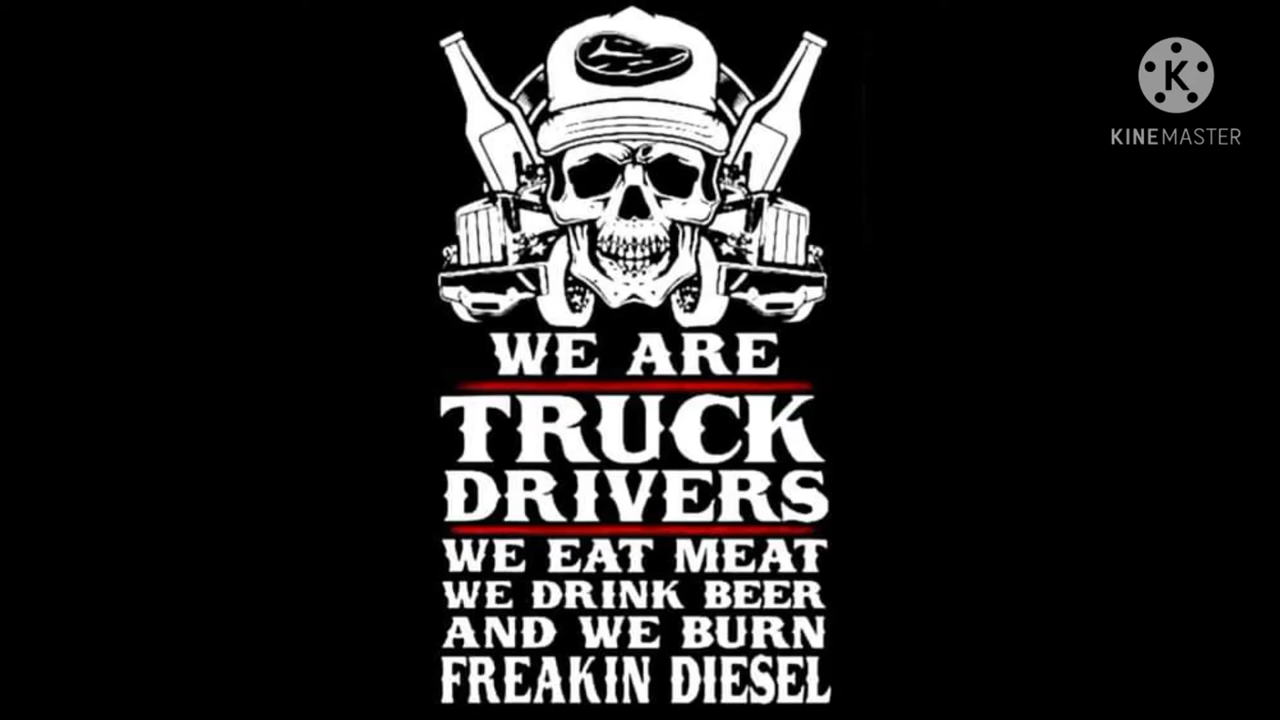 K
KINEMASTER
WE ARE
TRUCK
DRIVERS
WE EAT MEAT
WE DRINK BEER
AND WE BURN
FREAKIN DIESEL